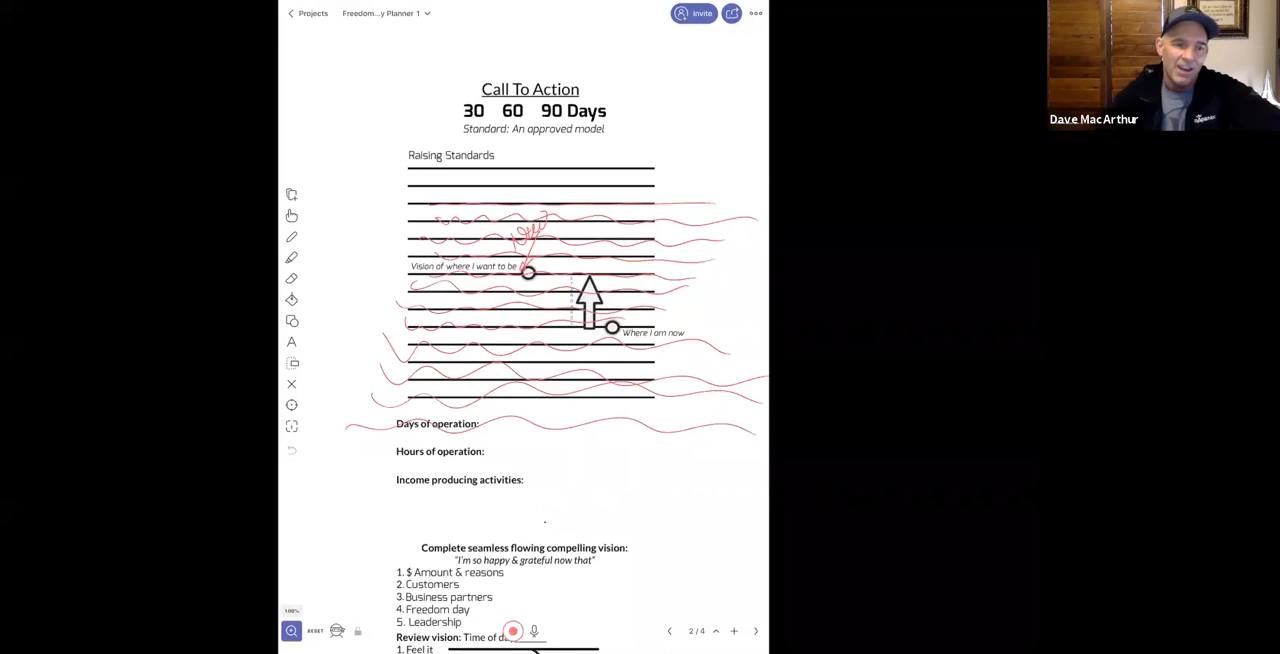 Projects
Freedom...y Planner 1
Invite
Dave MacArthur
Call To Action
30 60 90 Days
Standard: An approved model
Raising Standards
Vision of where I want to be
Where I am now
Days of operation:
Hours of operation:
Income producing activities:
Complete seamless flowing compelling vision:
"I'm so happy & grateful now that"
1. $ Amount & reasons
2. Customers
3. Business partners
4. Freedom day
5. Leadership
Review vision: Time of d
1. Feel it
100%
RESET
2 / 4